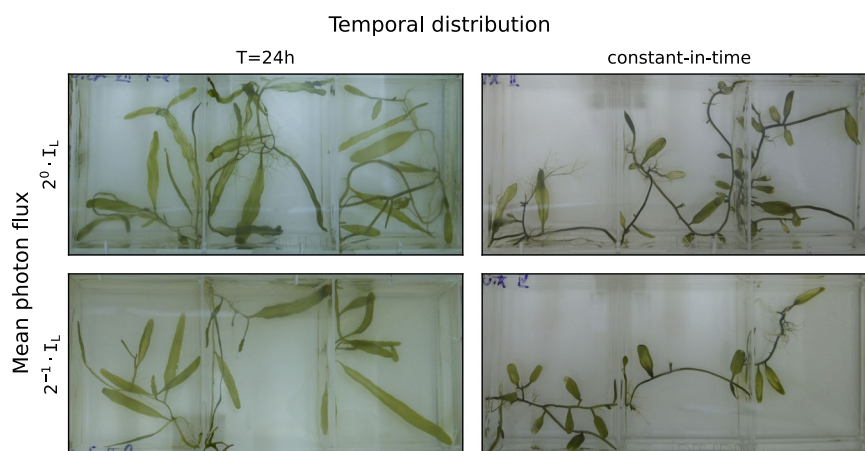 Temporal distribution
T=24h
constant-in-time
Mean photon flux
2⁰·I_L
2⁻¹·I_L